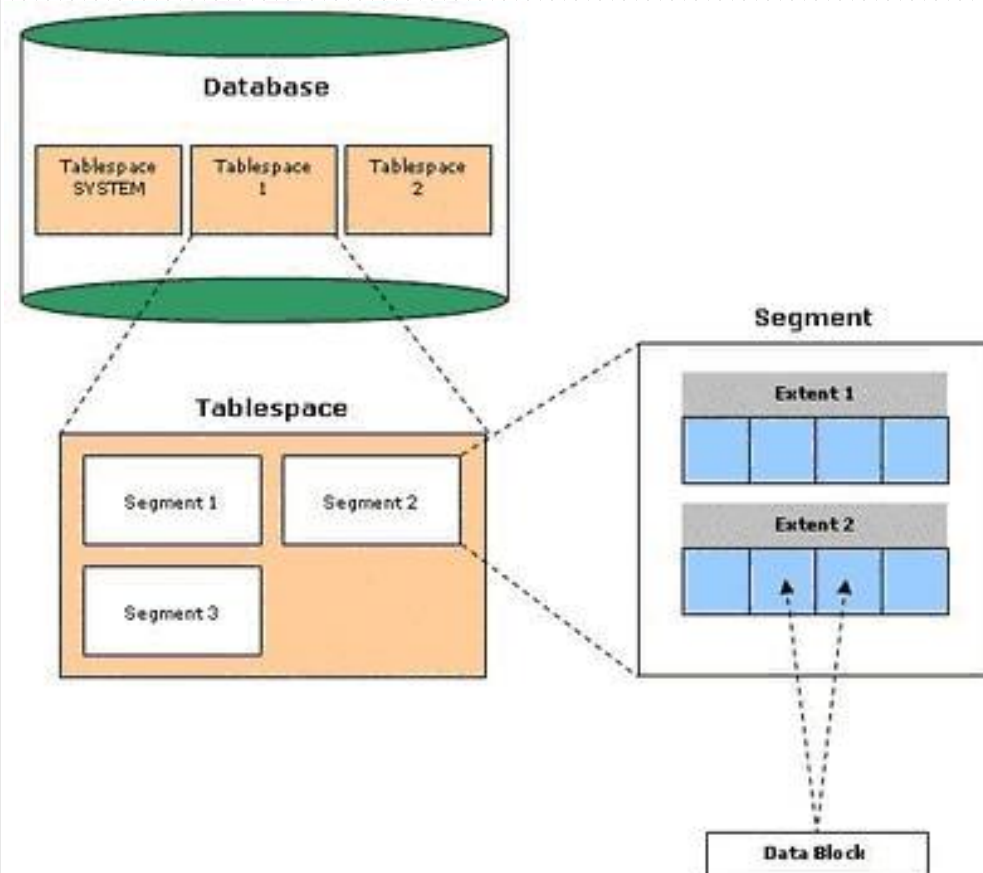 Database
Tablespace
SYSTEM
Tablespace
1
Tablespace
2
Tablespace
Segment 1
Segment 2
Segment 3
Segment
Extent 1
Extent 2
Data Block